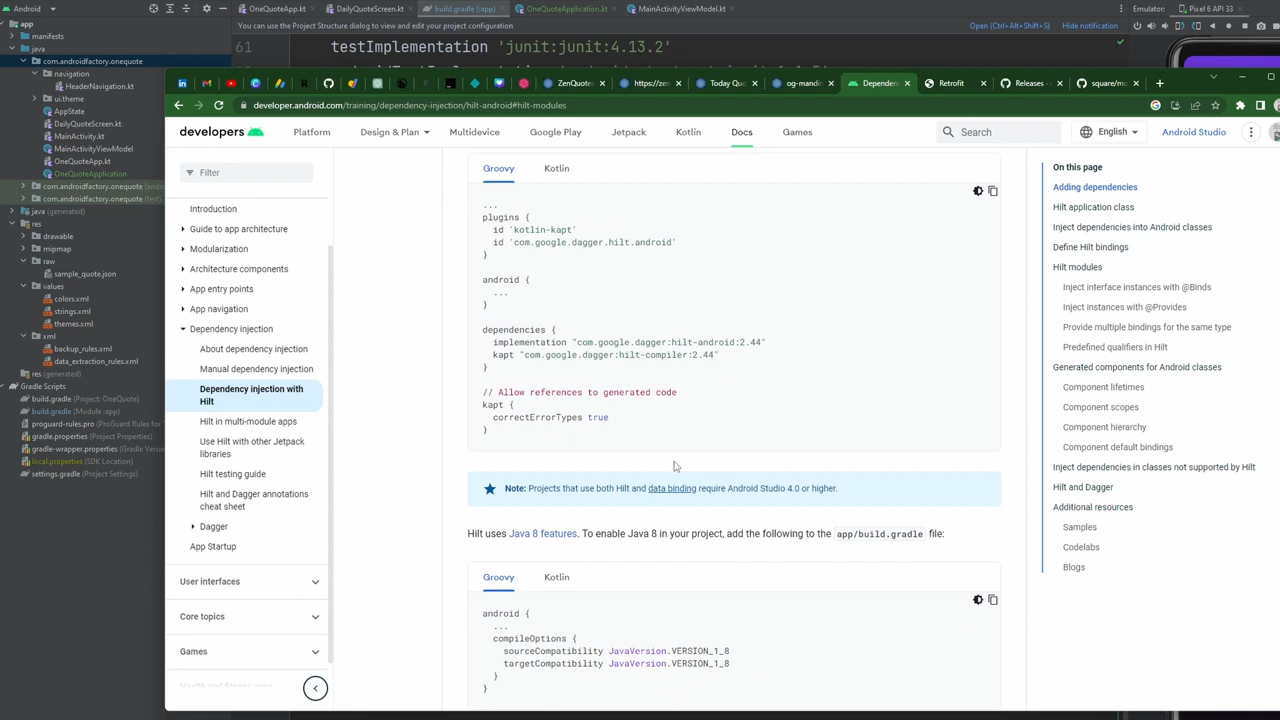 Android
OneQuoteApp.kt
DailyQuoteScreen.kt
build.gradle (:app)
OneQuoteApplication.kt
MainActivityViewModel.kt
Pixel 6 API 33
You can use the Project Structure dialog to view and edit your project configuration
Open (Ctrl+Alt+Shift+S)
Hide notification
Emulator:
61
testImplementation 'junit:junit:4.13.2'
app
manifests
java
com.androidfactory.onequote
navigation
HeaderNavigation.kt
ui.theme
AppState
DailyQuoteScreen.kt
MainActivity.kt
MainActivityViewModel
OneQuoteApp.kt
OneQuoteApplication
com.androidfactory.onequote
com.androidfactory.onequote (test)
java (generated)
res
drawable
mipmap
raw
sample_quote.json
values
colors.xml
strings.xml
themes.xml
xml
backup_rules.xml
data_extraction_rules.xml
res (generated)
Gradle Scripts
build.gradle (Project: OneQuote)
build.gradle (Module :app)
proguard-rules.pro (ProGuard Rules for
gradle.properties (Project Properties)
gradle-wrapper.properties (Gradle
local.properties (SDK Location)
settings.gradle (Project Settings)
ZenQuotes
https://zen
Today Quo
og-mandin
Depende
Retrofit
Releases -
square/mo
developer.android.com/training/dependency-injection/hilt-android#hilt-modules
developers
Platform
Design & Plan
Multidevice
Google Play
Jetpack
Kotlin
Docs
Games
Search
English
Android Studio
Filter
Introduction
Guide to app architecture
Modularization
Architecture components
App entry points
App navigation
Dependency injection
About dependency injection
Manual dependency injection
Dependency injection with
Hilt
Hilt in multi-module apps
Use Hilt with other Jetpack
libraries
Hilt testing guide
Hilt and Dagger annotations
cheat sheet
Dagger
App Startup
User interfaces
Core topics
Games
Groovy
Kotlin
...
plugins {
id 'kotlin-kapt'
id 'com.google.dagger.hilt.android'
}
android {
...
}
dependencies {
implementation "com.google.dagger:hilt-android:2.44"
kapt "com.google.dagger:hilt-compiler:2.44"
}
// Allow references to generated code
kapt {
correctErrorTypes true
}
Note: Projects that use both Hilt and data binding require Android Studio 4.0 or higher.
Hilt uses Java 8 features. To enable Java 8 in your project, add the following to the app/build.gradle file:
Groovy
Kotlin
android {
...
compileOptions {
sourceCompatibility JavaVersion.VERSION_1_8
targetCompatibility JavaVersion.VERSION_1_8
}
}
On this page
Adding dependencies
Hilt application class
Inject dependencies into Android classes
Define Hilt bindings
Hilt modules
Inject interface instances with @Binds
Inject instances with @Provides
Provide multiple bindings for the same type
Predefined qualifiers in Hilt
Generated components for Android classes
Component lifetimes
Component scopes
Component hierarchy
Component default bindings
Inject dependencies in classes not supported by Hilt
Hilt and Dagger
Additional resources
Samples
Codelabs
Blogs